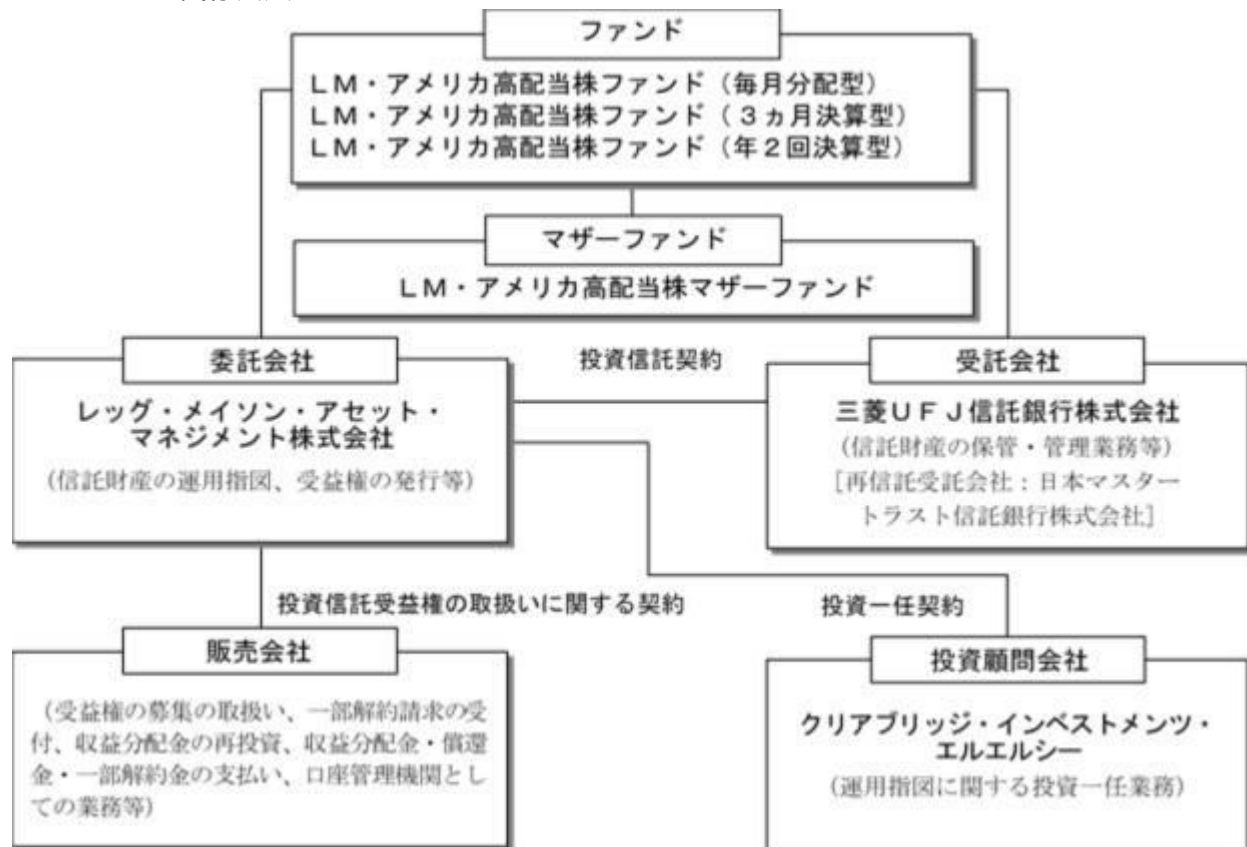 ファンド
LM・アメリカ高配当株ファンド(毎月分配型)
LM・アメリカ高配当株ファンド(3ヵ月決算型)
LM・アメリカ高配当株ファンド(年2回決算型)
マザーファンド
LM・アメリカ高配当株マザーファンド
委託会社
レッグ・メイソン・アセット・
マネジメント株式会社
(信託財産の運用指図、受益権の発行等)
投資信託契約
受託会社
三菱UFJ信託銀行株式会社
(信託財産の保管・管理業務等)
[再信託受託会社:日本マスター
トラスト信託銀行株式会社]
投資信託受益権の取扱いに関する契約
投資一任契約
販売会社
(受益権の募集の取扱い、一部解約請求の受
付、収益分配金の再投資、収益分配金・償還
金・一部解約金の支払い、口座管理機関とし
ての業務等)
投資顧問会社
クリアブリッジ・インベストメンツ・
エルエルシー
(運用指図に関する投資一任業務)